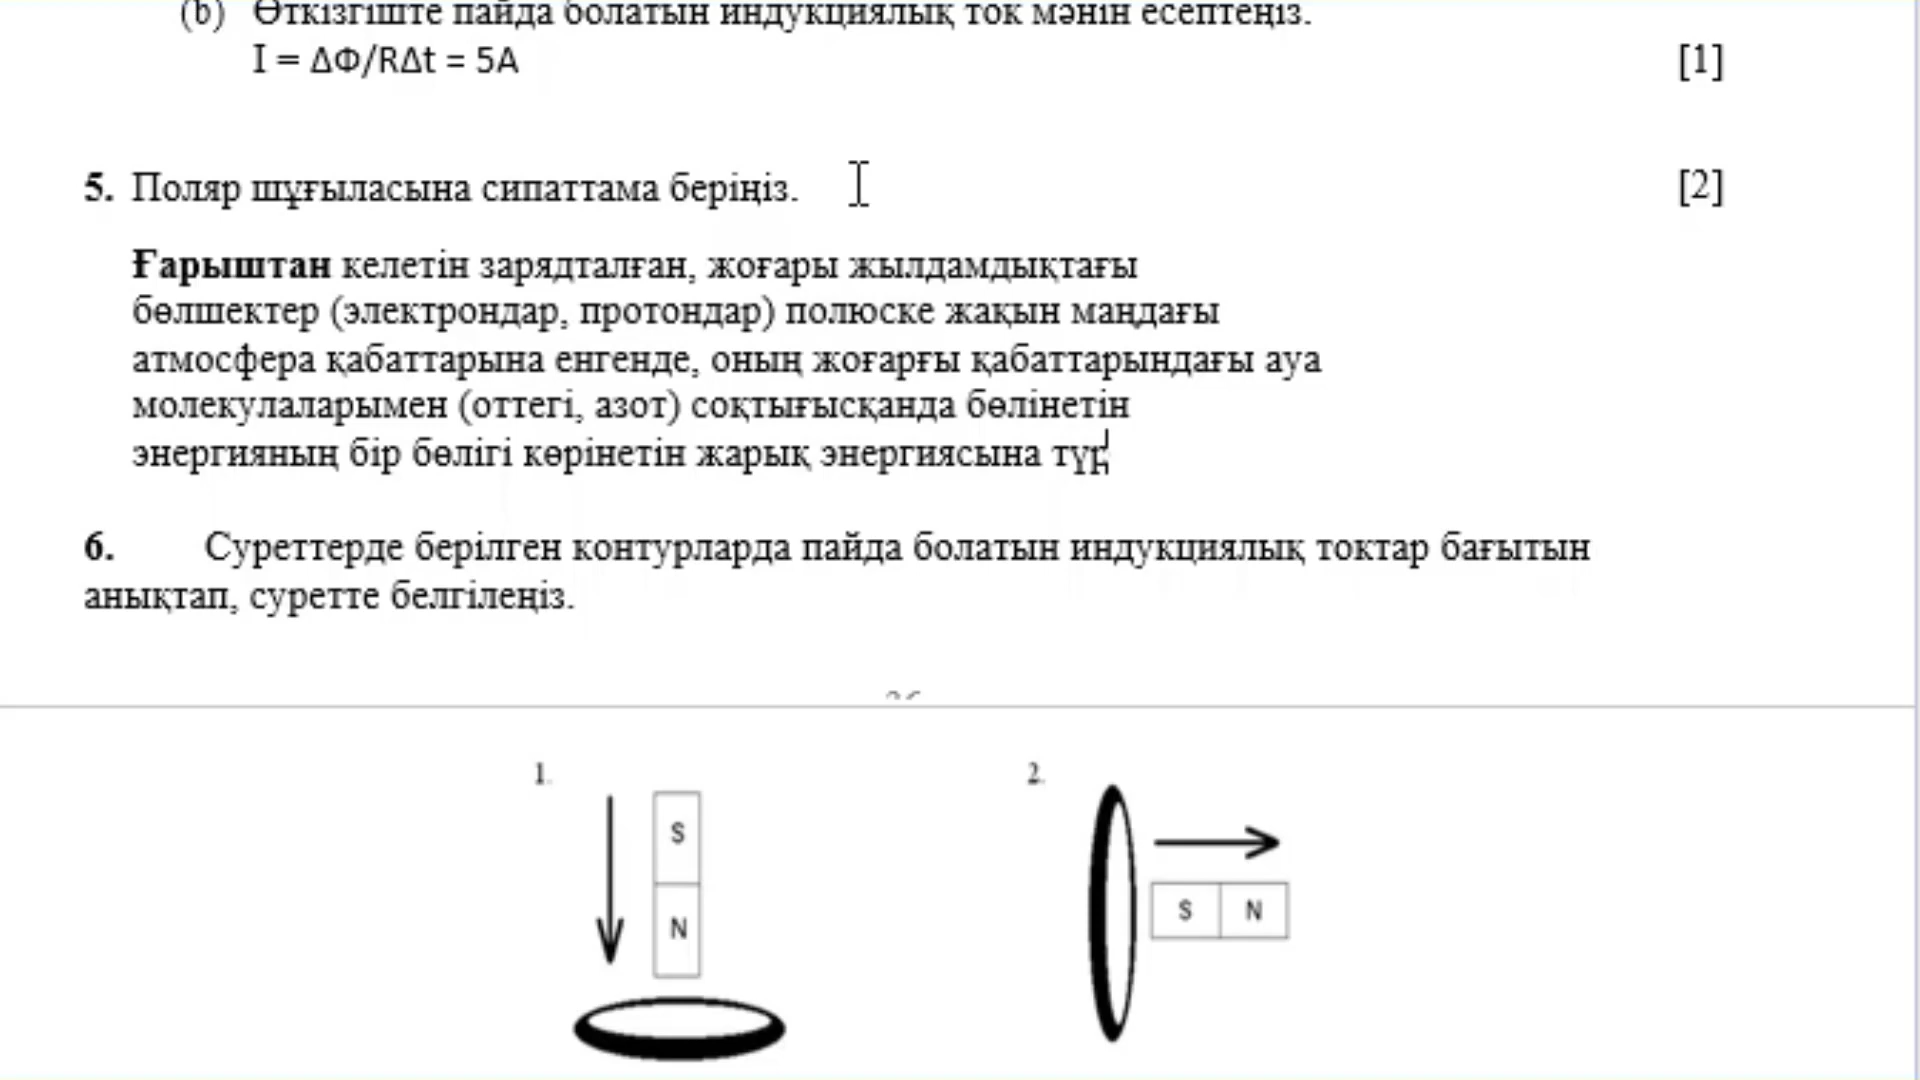 (b) Өткізгіште пайда болатын индукциялық ток мәнін есептеңіз.
I = ΔΦ/RΔt = 5A [1]
5. Поляр шұғыласына сипаттама беріңіз. [2]
Ғарыштан келетін зарядталған, жоғары жылдамдықтағы
бөлшектер (электрондар, протондар) полюске жақын маңдағы
атмосфера қабаттарына енгенде, оның жоғарғы қабаттарындағы ауа
молекулаларымен (оттегі, азот) соқтығысқанда бөлінетін
энергияның бір бөлігі көрінетін жарық энергиясына түр
6. Суреттерде берілген контурларда пайда болатын индукциялық токтар бағытын
анықтап, суретте белгілеңіз.
1. 2.
S
N
S N